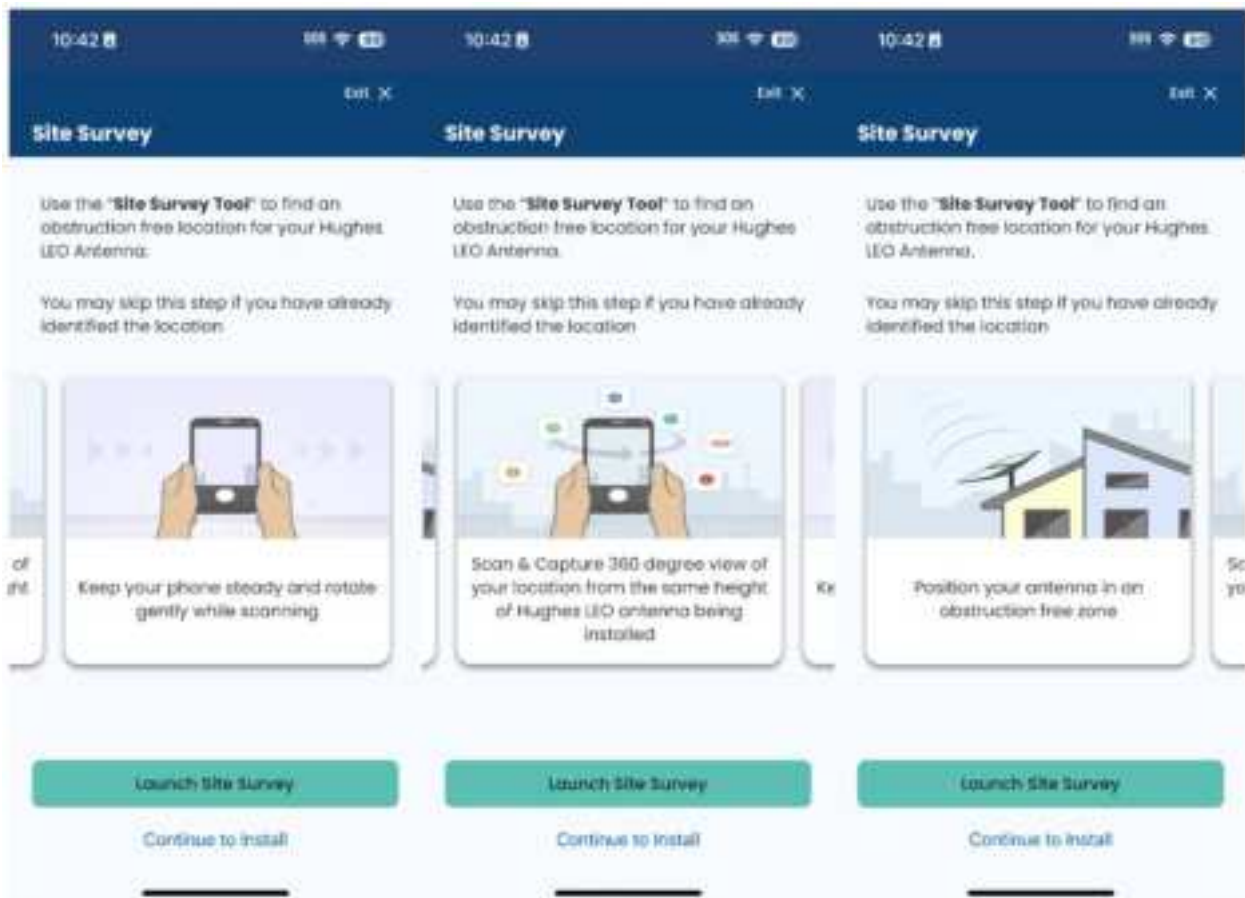 10:42
SOS
Exit X
Site Survey
Use the "Site Survey Tool" to find an
obstruction free location for your Hughes
LEO Antenna.
You may skip this step if you have already
identified the location
of
Keep your phone steady and rotate
gently while scanning
Launch Site Survey
Continue to Install
10:42
SOS
Exit X
Site Survey
Use the "Site Survey Tool" to find an
obstruction free location for your Hughes
LEO Antenna.
You may skip this step if you have already
identified the location
Scan & Capture 360 degree view of
your location from the same height
of Hughes LEO antenna being
installed
Ke
Launch Site Survey
Continue to Install
10:42
SOS
Exit X
Site Survey
Use the "Site Survey Tool" to find an
obstruction free location for your Hughes
LEO Antenna.
You may skip this step if you have already
identified the location
Position your antenna in an
obstruction free zone
Sc
yo
Launch Site Survey
Continue to Install